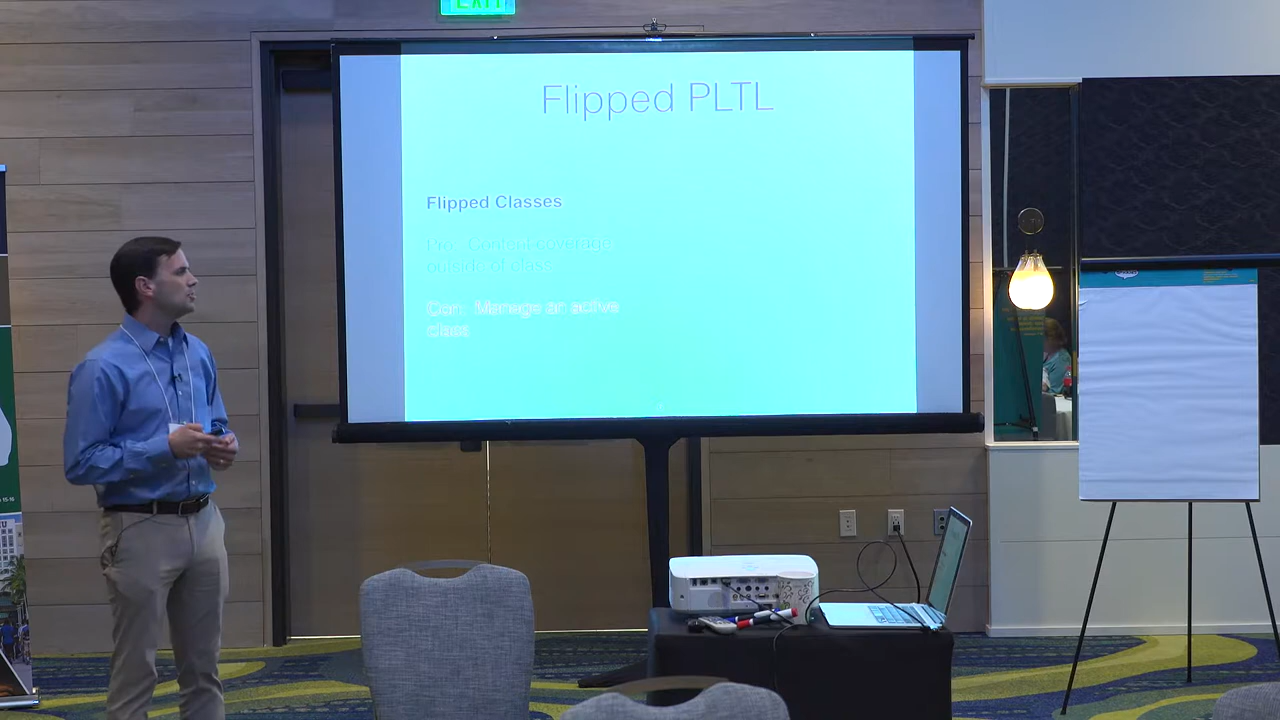 EXIT
Flipped PLTL
Flipped Classes
Pro: Content coverage
outside of class
Con: Manage an active
class